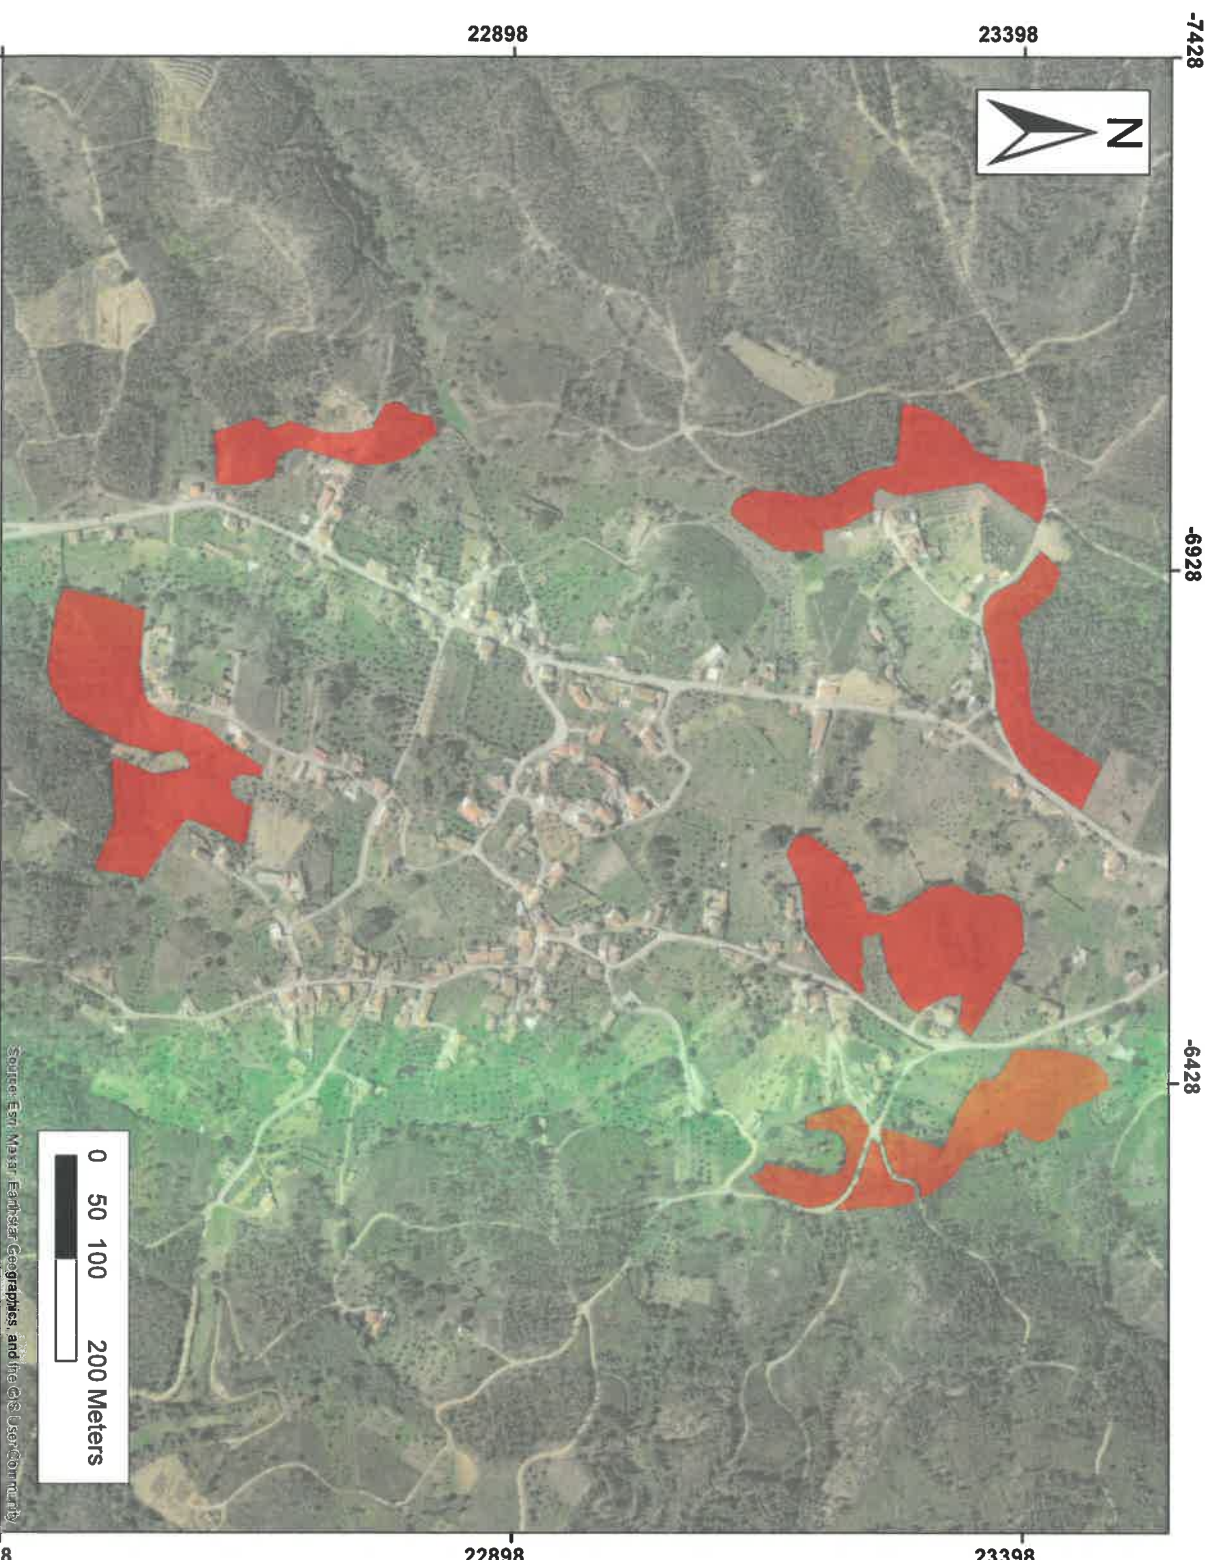 -7428
-6928
-6428
23398
22898
N
23398
22898
8
0 50 100 200 Meters
Source: Esri, Maxar, Earthstar Geographics, and the GIS User Community